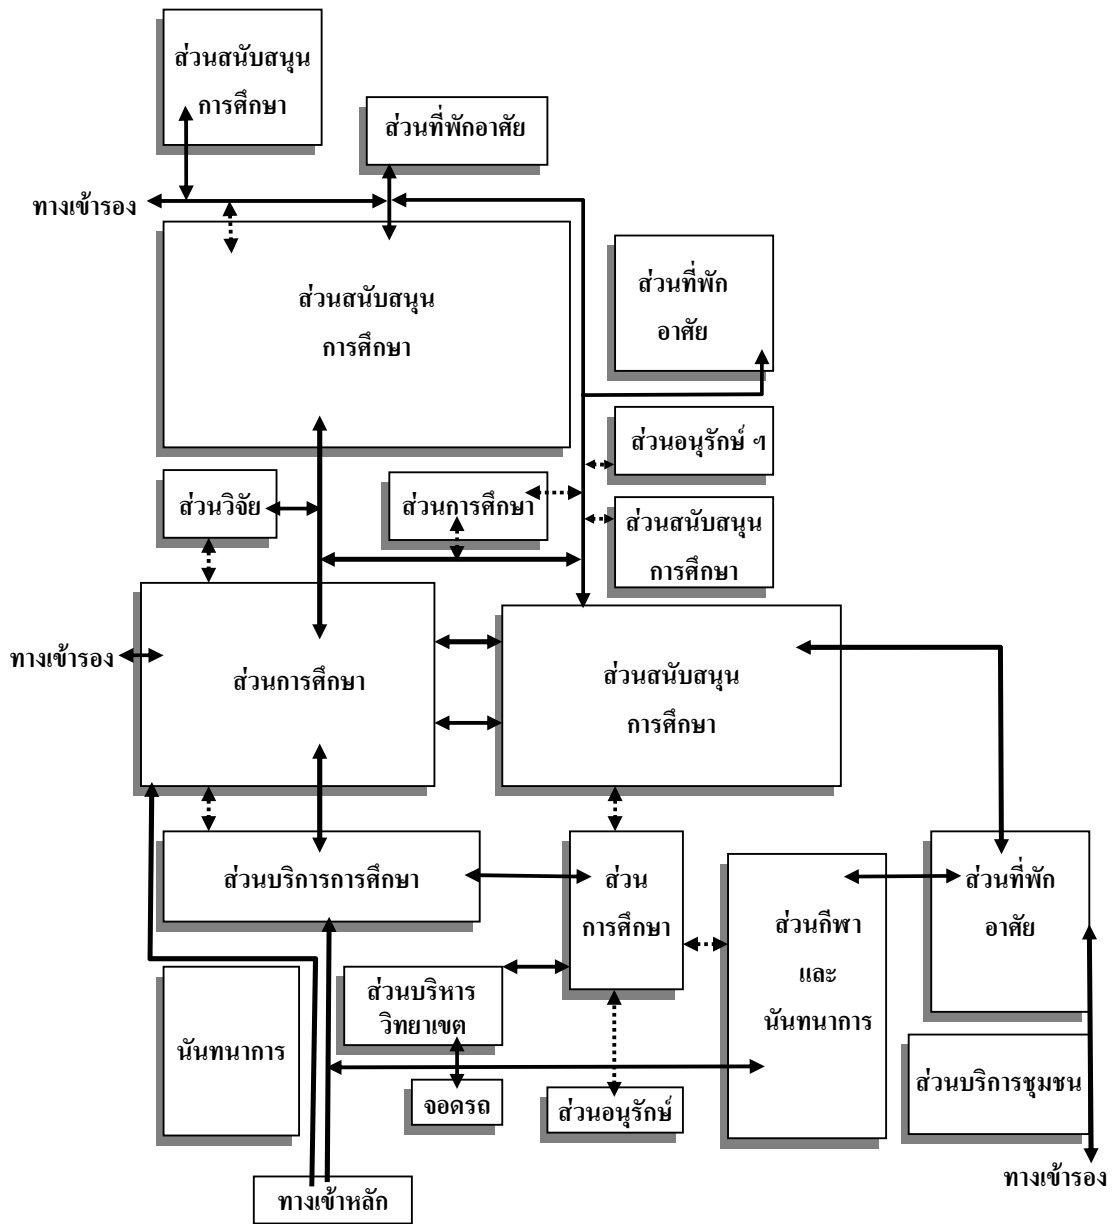 ส่วนสนับสนุน
การศึกษา
ส่วนที่พักอาศัย
ทางเข้ารอง
ส่วนสนับสนุน
การศึกษา
ส่วนที่พัก
อาศัย
ส่วนอนุรักษ์ ฯ
ส่วนวิจัย
ส่วนการศึกษา
ส่วนสนับสนุน
การศึกษา
ทางเข้ารอง
ส่วนการศึกษา
ส่วนสนับสนุน
การศึกษา
ส่วนบริการการศึกษา
ส่วน
การศึกษา
ส่วนกีฬา
และ
นันทนาการ
ส่วนที่พัก
อาศัย
นันทนาการ
ส่วนบริหาร
วิทยาเขต
จอดรถ
ส่วนอนุรักษ์
ส่วนบริการชุมชน
ทางเข้ารอง
ทางเข้าหลัก